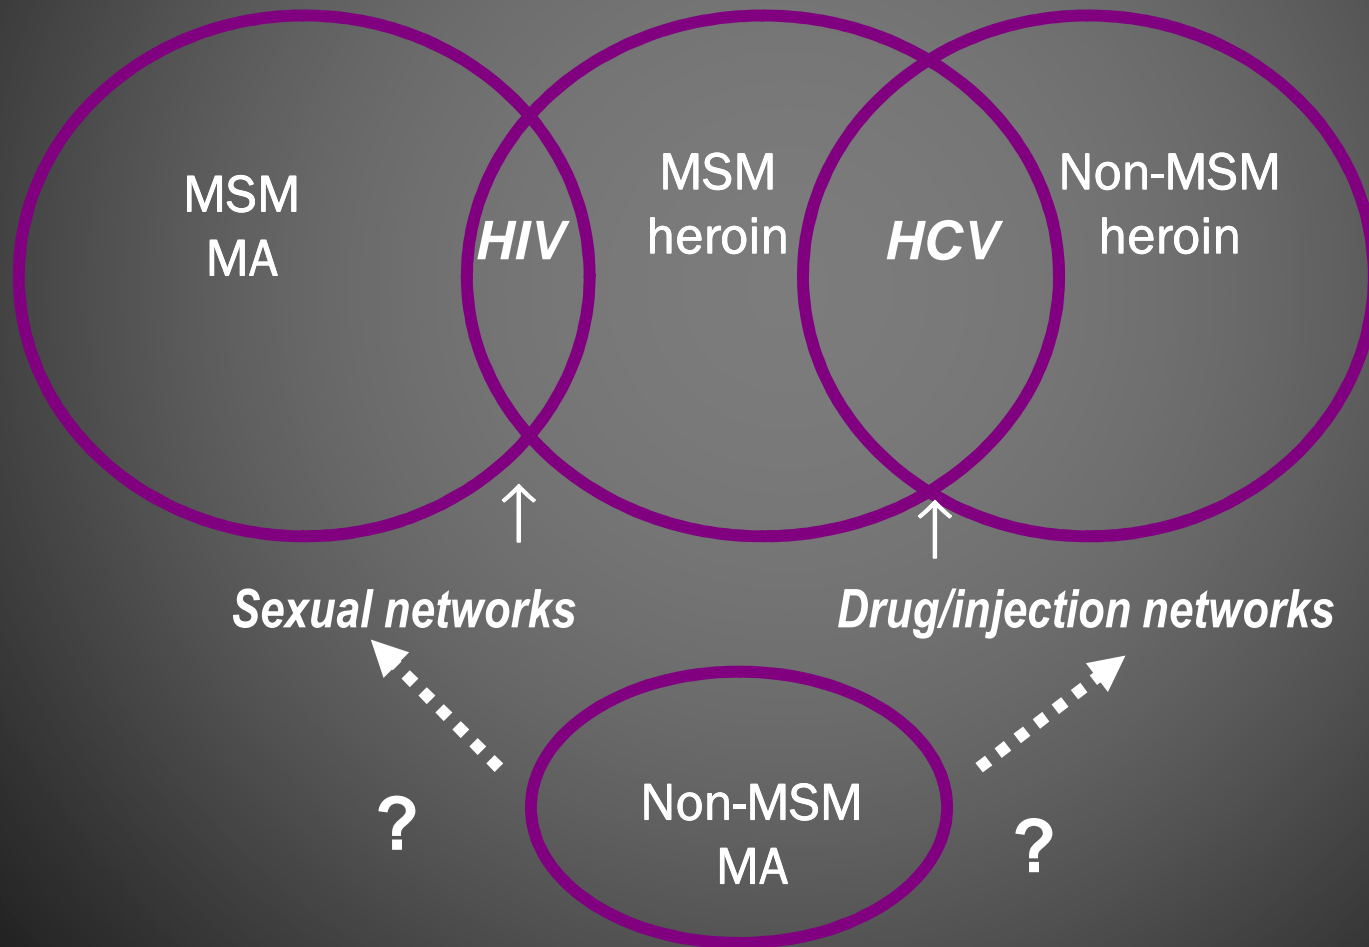 MSM
MA
HIV
MSM
heroin
HCV
Non-MSM
heroin
Sexual networks
Drug/injection networks
?
Non-MSM
MA
?